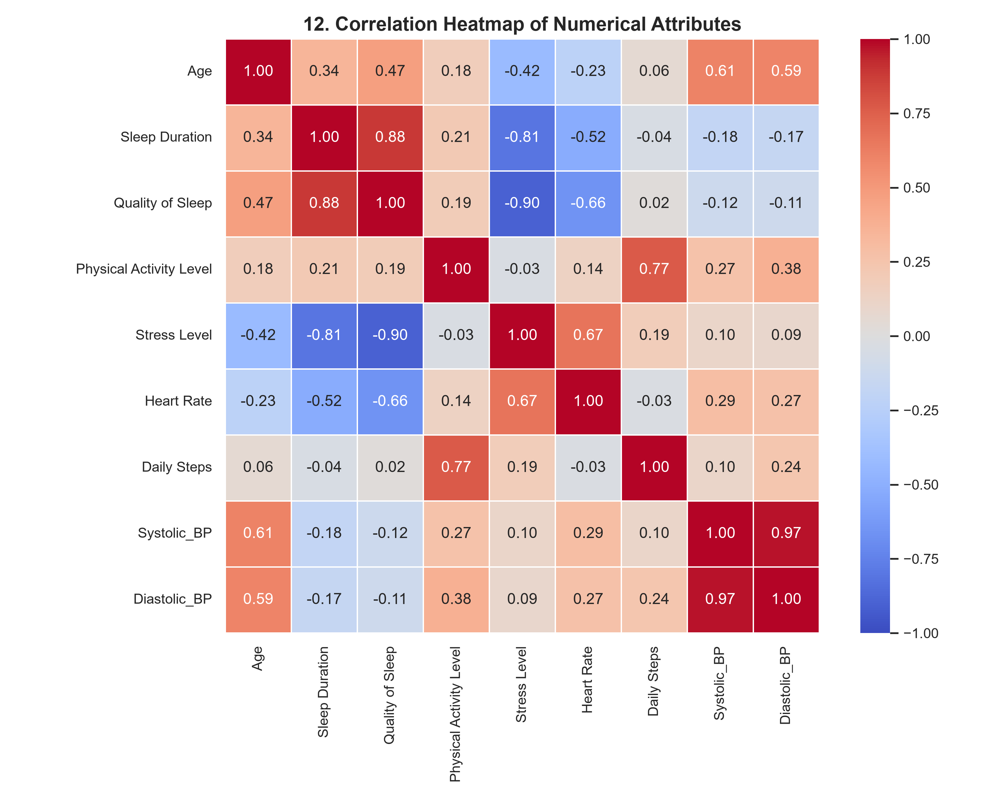 12. Correlation Heatmap of Numerical Attributes
Age 1.00 0.34 0.47 0.18 -0.42 -0.23 0.06 0.61 0.59
Sleep Duration 0.34 1.00 0.88 0.21 -0.81 -0.52 -0.04 -0.18 -0.17
Quality of Sleep 0.47 0.88 1.00 0.19 -0.90 -0.66 0.02 -0.12 -0.11
Physical Activity Level 0.18 0.21 0.19 1.00 -0.03 0.14 0.77 0.27 0.38
Stress Level -0.42 -0.81 -0.90 -0.03 1.00 0.67 0.19 0.10 0.09
Heart Rate -0.23 -0.52 -0.66 0.14 0.67 1.00 -0.03 0.29 0.27
Daily Steps 0.06 -0.04 0.02 0.77 0.19 -0.03 1.00 0.10 0.24
Systolic_BP 0.61 -0.18 -0.12 0.27 0.10 0.29 0.10 1.00 0.97
Diastolic_BP 0.59 -0.17 -0.11 0.38 0.09 0.27 0.24 0.97 1.00
Age
Sleep Duration
Quality of Sleep
Physical Activity Level
Stress Level
Heart Rate
Daily Steps
Systolic_BP
Diastolic_BP
1.00
0.75
0.50
0.25
0.00
−0.25
−0.50
−0.75
−1.00